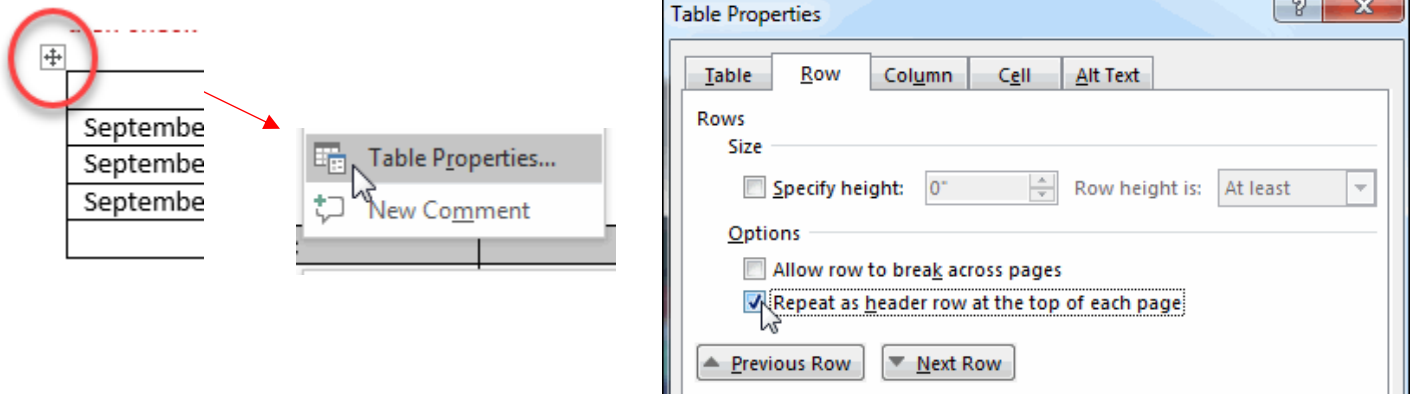 Septembe
Septembe
Septembe
Table Properties...
New Comment
Table Properties
? X
Table Row Column Cell Alt Text
Rows
Size
Specify height: 0" Row height is: At least
Options
Allow row to break across pages
Repeat as header row at the top of each page
Previous Row Next Row